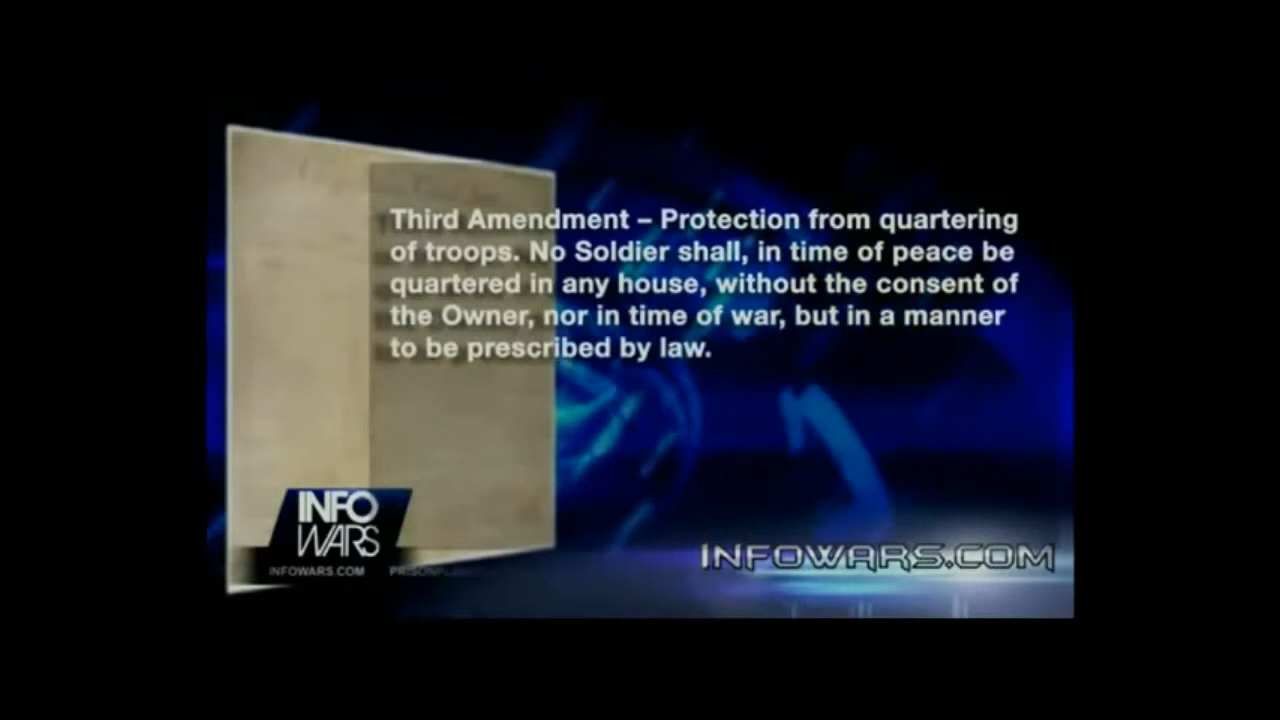 Third Amendment – Protection from quartering
of troops. No Soldier shall, in time of peace be
quartered in any house, without the consent of
the Owner, nor in time of war, but in a manner
to be prescribed by law.
INFO
WARS
INFOWARS.COM
INFOWARS.COM